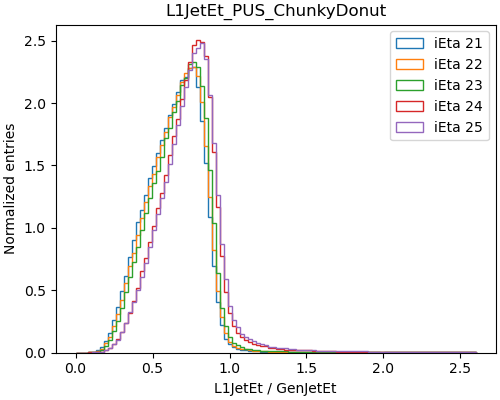 L1JetEt_PUS_ChunkyDonut
iEta 21
iEta 22
iEta 23
iEta 24
iEta 25
Normalized entries
2.5
2.0
1.5
1.0
0.5
0.0
0.0 0.5 1.0 1.5 2.0 2.5
L1JetEt / GenJetEt